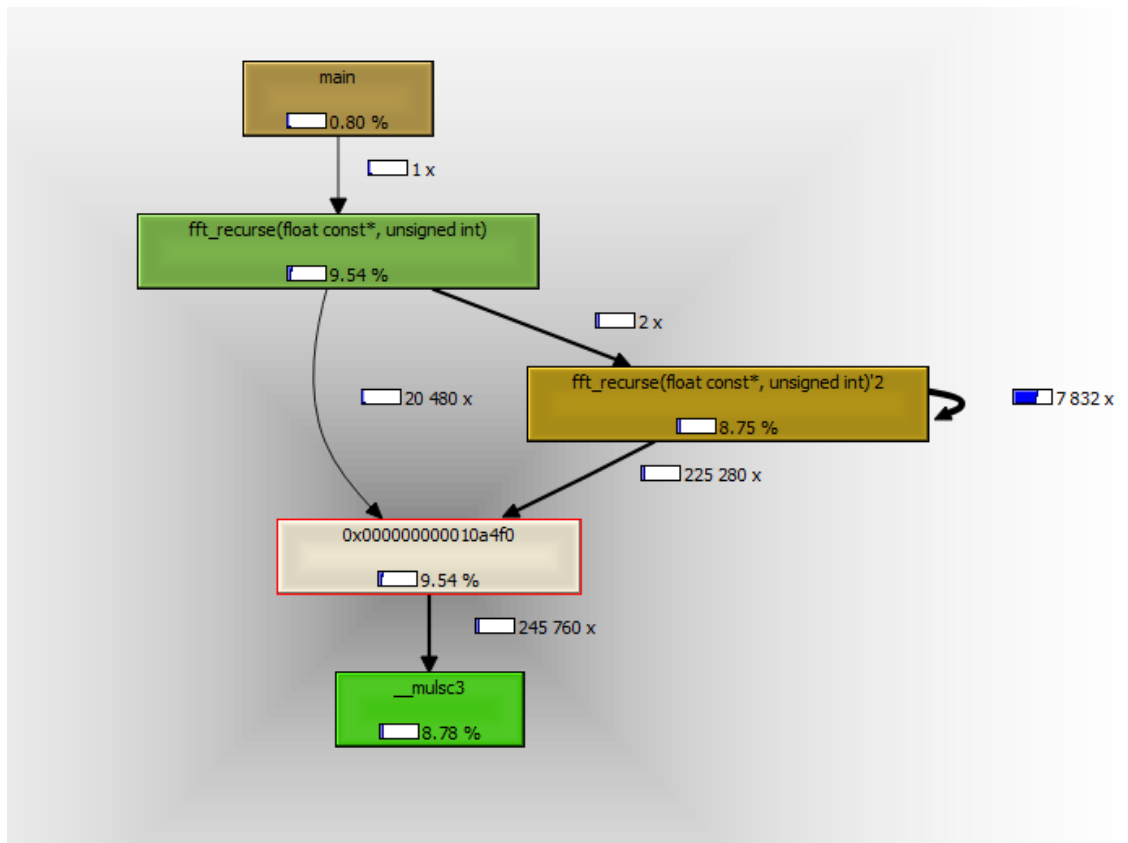 main
0.80 %
1 x
fft_recurse(float const*, unsigned int)
9.54 %
2 x
fft_recurse(float const*, unsigned int)'2
8.75 %
20 480 x
7 832 x
225 280 x
0x000000000010a4f0
9.54 %
245 760 x
__mulsc3
8.78 %